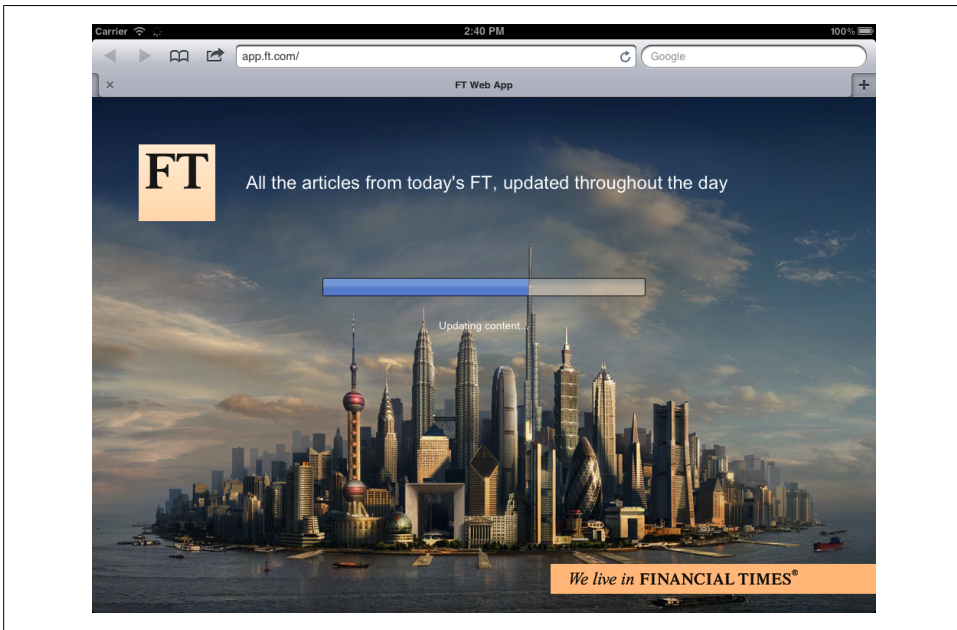 Carrier 2:40 PM 100%
app.ft.com/ Google
FT Web App
FT
All the articles from today's FT, updated throughout the day
Updating content...
We live in FINANCIAL TIMES®